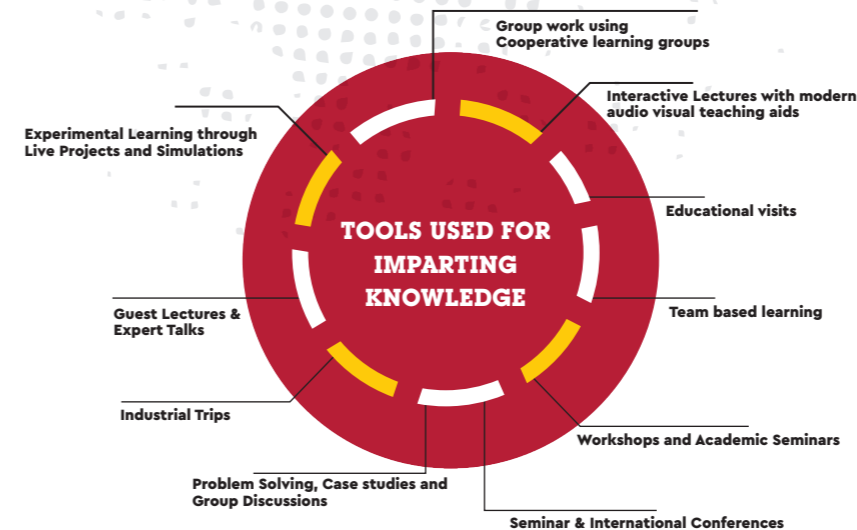 Group work using
Cooperative learning groups
Interactive Lectures with modern
audio visual teaching aids
Experimental Learning through
Live Projects and Simulations
Educational visits
TOOLS USED FOR
IMPARTING
KNOWLEDGE
Guest Lectures &
Expert Talks
Team based learning
Industrial Trips
Workshops and Academic Seminars
Problem Solving, Case studies and
Group Discussions
Seminar & International Conferences